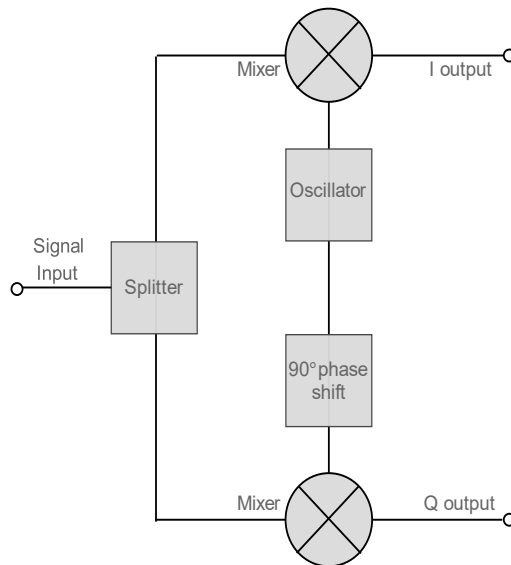 Mixer
I output
Oscillator
Signal
Input
Splitter
90° phase
shift
Mixer
Q output